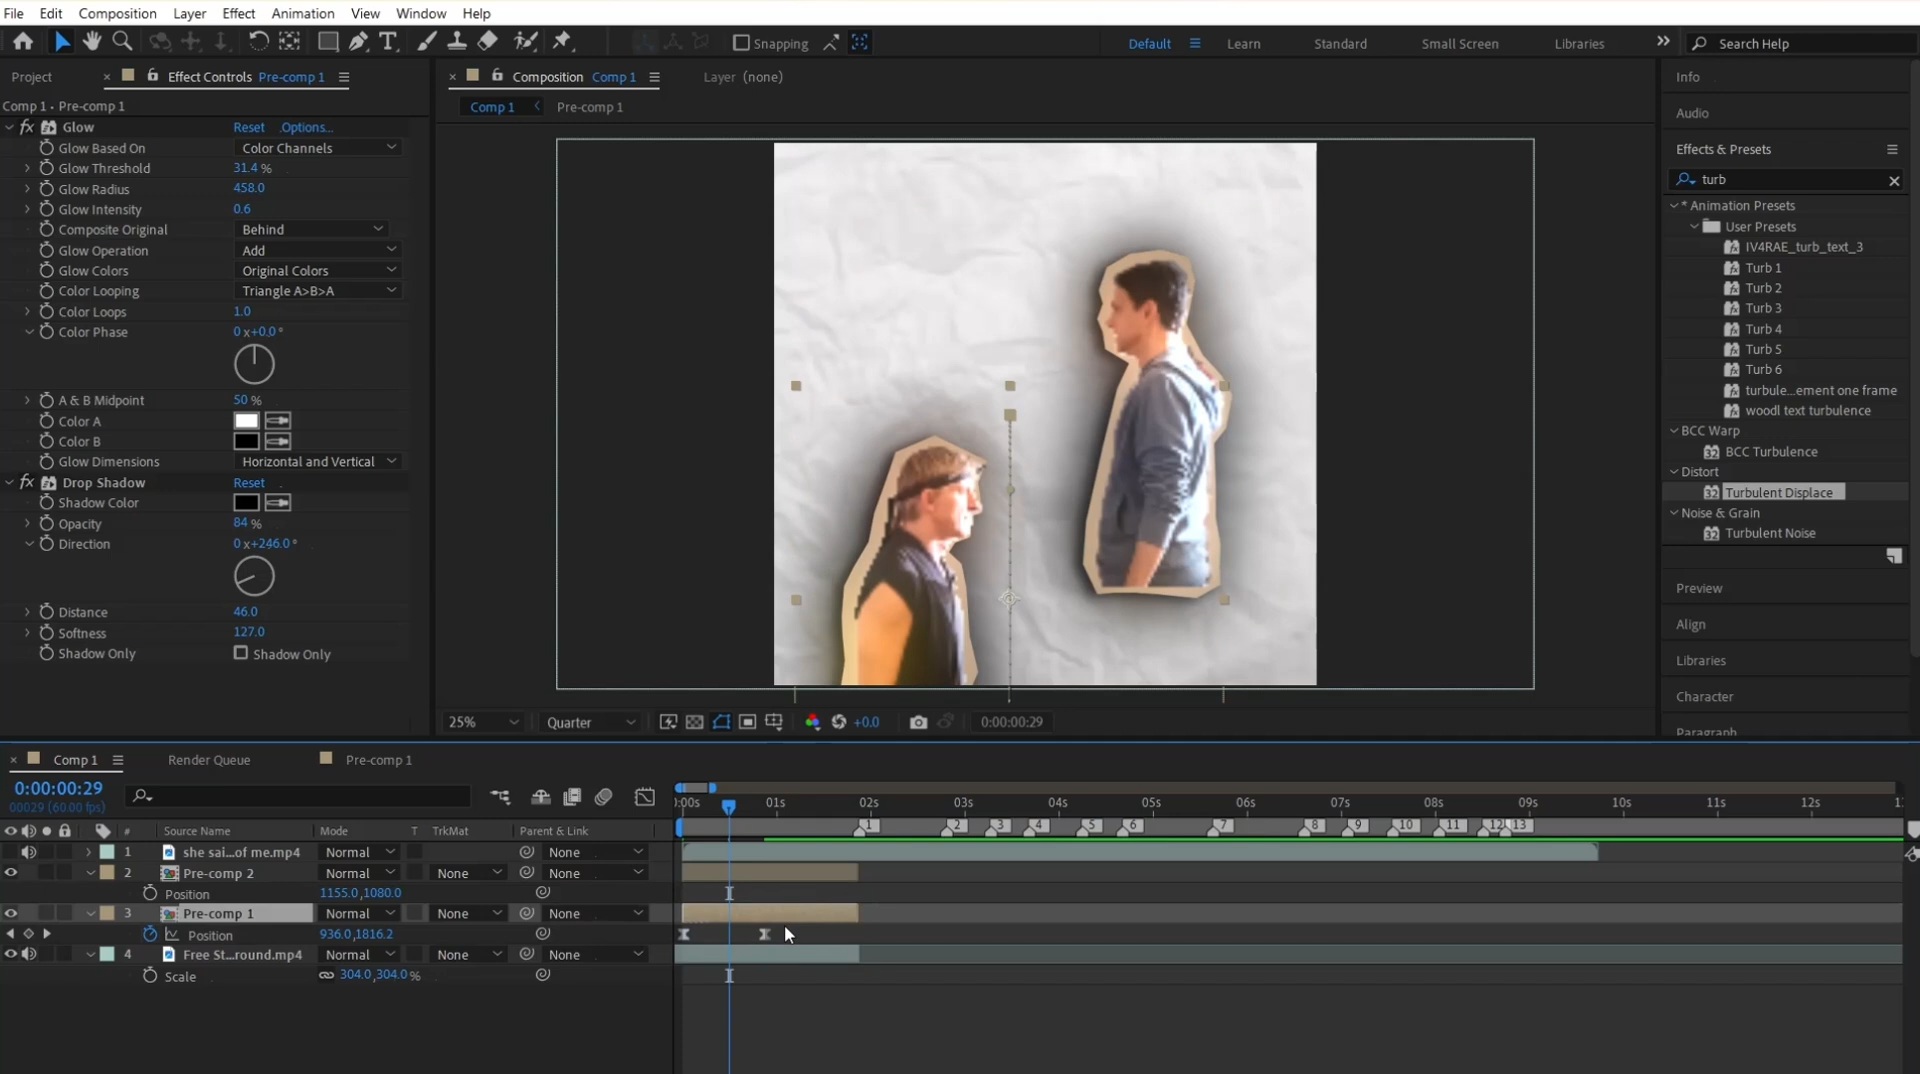 File Edit Composition Layer Effect Animation View Window Help
Snapping Default Learn Standard Small Screen Libraries Search Help
Project Effect Controls Pre-comp 1
Composition Comp 1 Layer (none)
Comp 1 · Pre-comp 1
Comp 1 Pre-comp 1
fx Glow Reset Options...
Glow Based On Color Channels
Glow Threshold 31.4 %
Glow Radius 458.0
Glow Intensity 0.6
Composite Original Behind
Glow Operation Add
Glow Colors Original Colors
Color Looping Triangle A>B>A
Color Loops 1.0
Color Phase 0 x+0.0°
A & B Midpoint 50 %
Color A
Color B
Glow Dimensions Horizontal and Vertical
fx Drop Shadow Reset
Shadow Color
Opacity 84 %
Direction 0 x+246.0°
Distance 46.0
Softness 127.0
Shadow Only Shadow Only
25% Quarter +0.0 0:00:00:29
Info
Audio
Effects & Presets
turb
* Animation Presets
User Presets
IV4RAE_turb_text_3
Turb 1
Turb 2
Turb 3
Turb 4
Turb 5
Turb 6
turbule...ement one frame
woodl text turbulence
BCC Warp
32 BCC Turbulence
Distort
32 Turbulent Displace
Noise & Grain
32 Turbulent Noise
Preview
Align
Libraries
Character
Paragraph
Comp 1 Render Queue Pre-comp 1
0:00:00:29
00029 (60.00 fps)
:00s 01s 02s 03s 04s 05s 06s 07s 08s 09s 10s 11s 12s
1 2 3 4 5 6 7 8 9 10 11 12 13
# Source Name Mode T TrkMat Parent & Link
1 she sai...of me.mp4 Normal None
2 Pre-comp 2 Normal None None
Position 1155.0,1080.0
3 Pre-comp 1 Normal None None
Position 936.0,1816.2
4 Free St...round.mp4 Normal None None
Scale 304.0,304.0 %